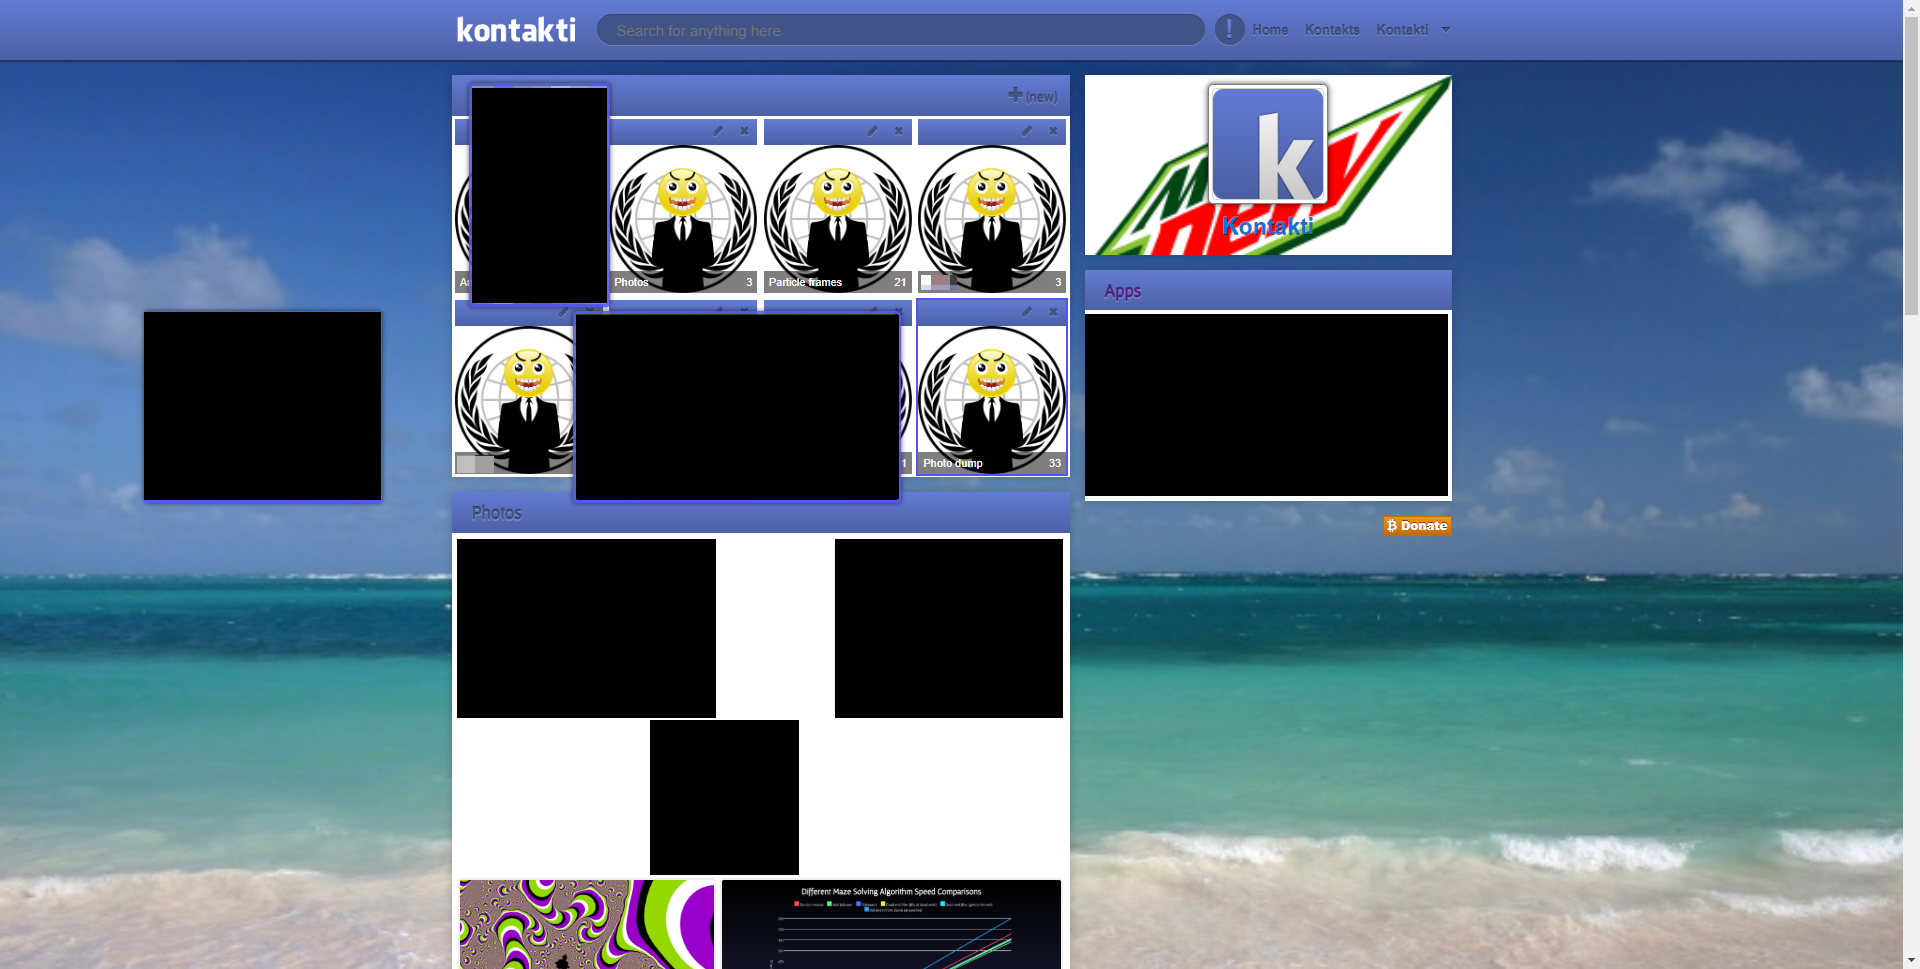 kontakti
Search for anything here
Home
Kontakts
Kontakti
(new)
Photos 3
Particle frames 21
3
1
Photo dump 33
Photos
Different Maze Solving Algorithm Speed Comparisons
k
Kontakti
Apps
Donate